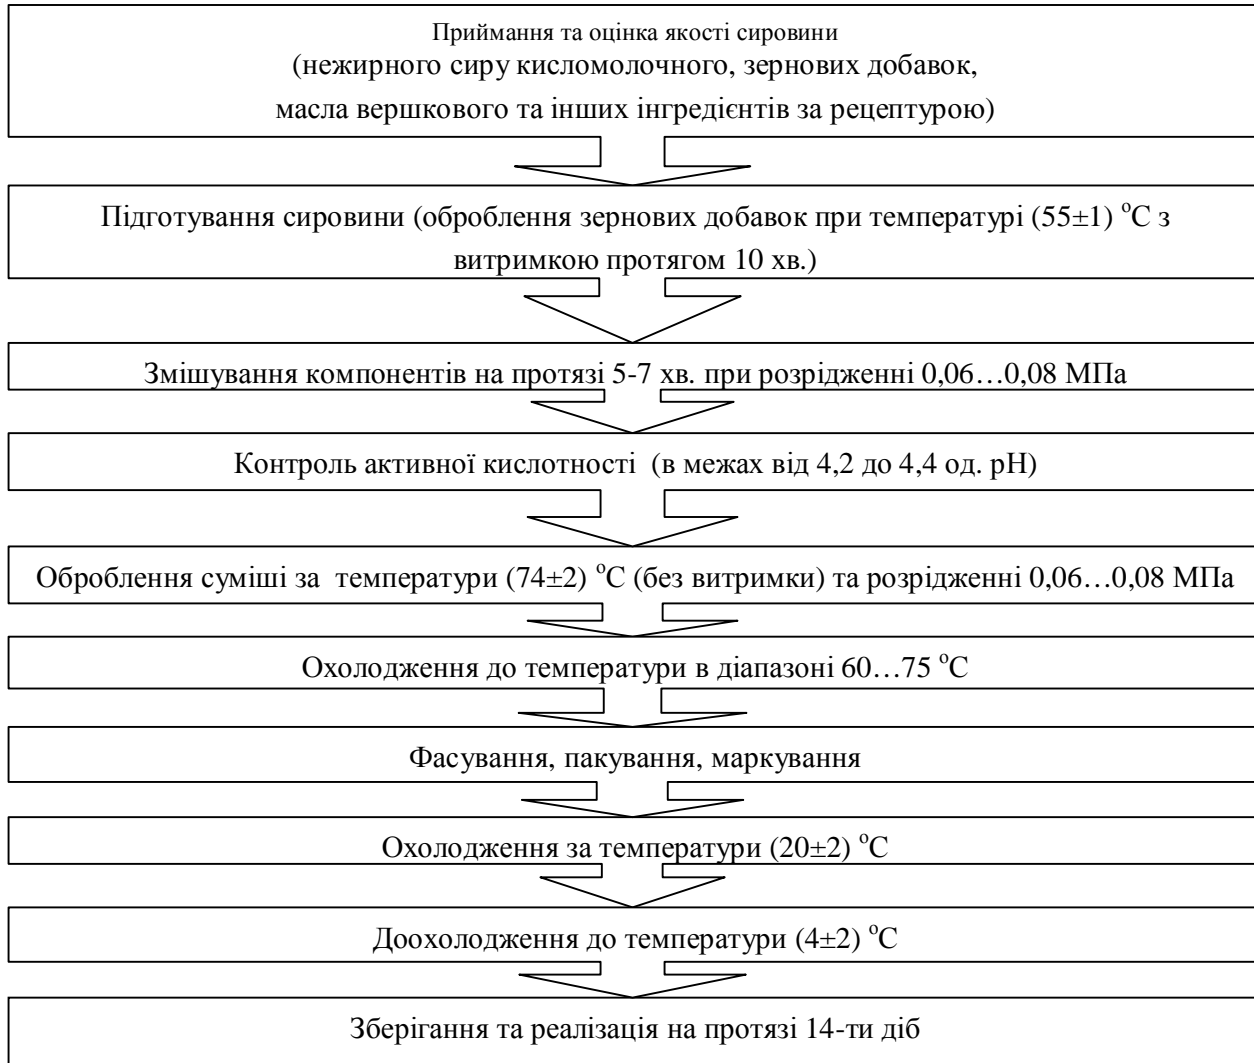 Приймання та оцінка якості сировини
(нежирного сиру кисломолочного, зернових добавок,
масла вершкового та інших інгредієнтів за рецептурою)
Підготування сировини (оброблення зернових добавок при температурі (55±1) °С з
витримкою протягом 10 хв.)
Змішування компонентів на протязі 5-7 хв. при розрідженні 0,06…0,08 МПа
Контроль активної кислотності (в межах від 4,2 до 4,4 од. рН)
Оброблення суміші за температури (74±2) °С (без витримки) та розрідженні 0,06…0,08 МПа
Охолодження до температури в діапазоні 60…75 °С
Фасування, пакування, маркування
Охолодження за температури (20±2) °С
Доохолодження до температури (4±2) °С
Зберігання та реалізація на протязі 14-ти діб